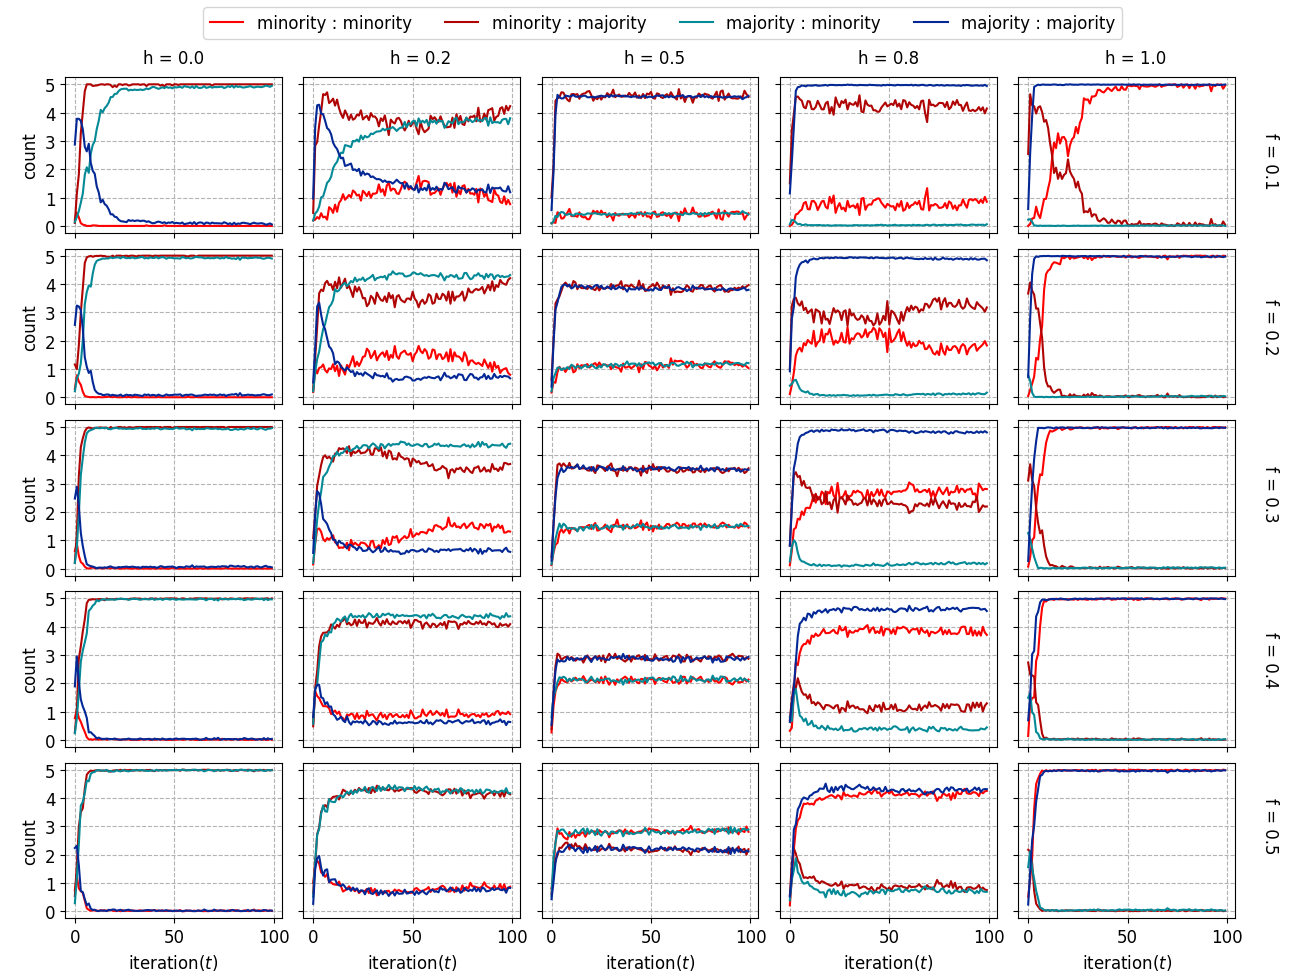 minority : minority minority : majority majority : minority majority : majority
h = 0.0 h = 0.2 h = 0.5 h = 0.8 h = 1.0
5
4
3
2
1
0
count
f = 0.1
5
4
3
2
1
0
count
f = 0.2
5
4
3
2
1
0
count
f = 0.3
5
4
3
2
1
0
count
f = 0.4
5
4
3
2
1
0
count
f = 0.5
0 50 100 0 50 100 0 50 100 0 50 100 0 50 100
iteration(t) iteration(t) iteration(t) iteration(t) iteration(t)